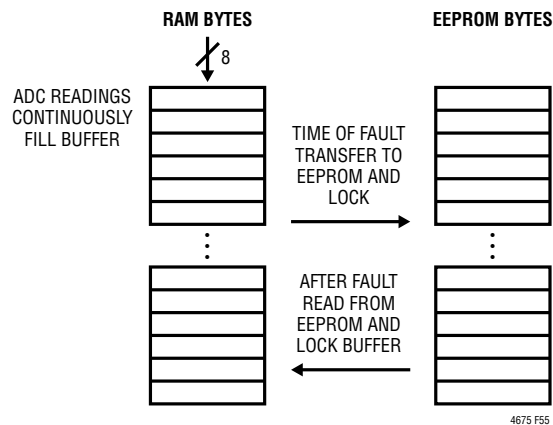 RAM BYTES
EEPROM BYTES
8
ADC READINGS
CONTINUOUSLY
FILL BUFFER
TIME OF FAULT
TRANSFER TO
EEPROM AND
LOCK
AFTER FAULT
READ FROM
EEPROM AND
LOCK BUFFER
4675 F55